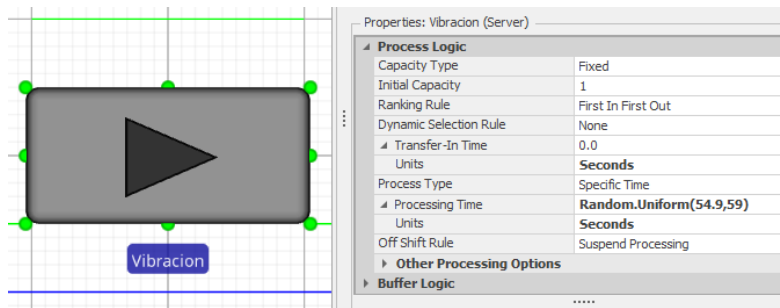 Vibracion
Properties: Vibracion (Server)
Process Logic
Capacity Type Fixed
Initial Capacity 1
Ranking Rule First In First Out
Dynamic Selection Rule None
Transfer-In Time 0.0
Units Seconds
Process Type Specific Time
Processing Time Random.Uniform(54.9,59)
Units Seconds
Off Shift Rule Suspend Processing
Other Processing Options
Buffer Logic